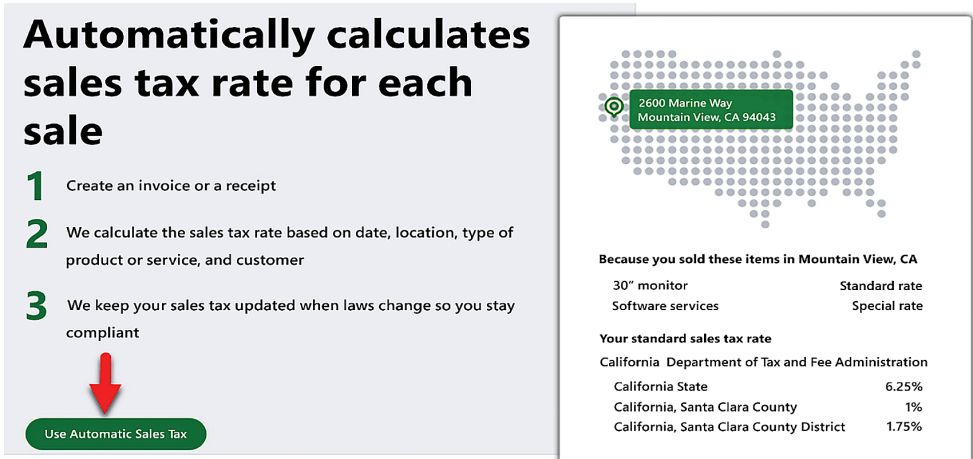 Automatically calculates
sales tax rate for each
sale
1 Create an invoice or a receipt
2 We calculate the sales tax rate based on date, location, type of
product or service, and customer
3 We keep your sales tax updated when laws change so you stay
compliant
Use Automatic Sales Tax
2600 Marine Way
Mountain View, CA 94043
Because you sold these items in Mountain View, CA
30” monitor Standard rate
Software services Special rate
Your standard sales tax rate
California Department of Tax and Fee Administration
California State 6.25%
California, Santa Clara County 1%
California, Santa Clara County District 1.75%